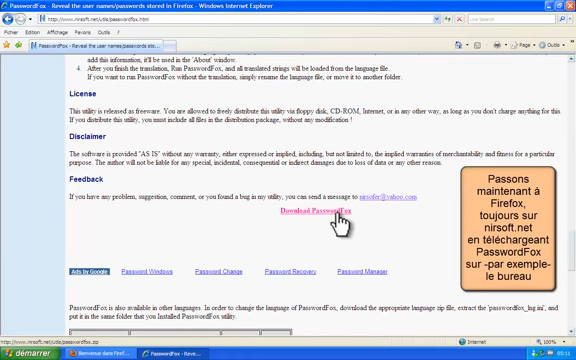 PasswordFox - Reveal the user names/passwords stored in Firefox - Windows Internet Explorer
http://www.nirsoft.net/utils/passwordfox.html
Live Search
Fichier Edition Affichage Favoris Outils ?
PasswordFox - Reveal the user names/passwords stor...
Page Outils
add this information, it'll be used in the 'About' window.
4. After you finish the translation, Run PasswordFox, and all translated strings will be loaded from the language file.
If you want to run PasswordFox without the translation, simply rename the language file, or move it to another folder.
License
This utility is released as freeware. You are allowed to freely distribute this utility via floppy disk, CD-ROM, Internet, or in any other way, as long as you don't charge anything for this.
If you distribute this utility, you must include all files in the distribution package, without any modification !
Disclaimer
The software is provided "AS IS" without any warranty, either expressed or implied, including, but not limited to, the implied warranties of merchantability and fitness for a particular
purpose. The author will not be liable for any special, incidental, consequential or indirect damages due to loss of data or any other reason.
Feedback
If you have any problem, suggestion, comment, or you found a bug in my utility, you can send a message to nirsofer@yahoo.com
Download PasswordFox
Passons
maintenant à
Firefox,
toujours sur
nirsoft.net
en téléchargeant
PasswordFox
sur -par exemple-
le bureau
Ads by Google Password Windows Password Change Password Recovery Password Manager
PasswordFox is also available in other languages. In order to change the language of PasswordFox, download the appropriate language zip file, extract the 'passwordfox_lng.ini', and
put it in the same folder that you Installed PasswordFox utility.
http://www.nirsoft.net/utils/passwordfox.zip
Internet 100%
démarrer Bienvenue dans Firef... PasswordFox - Revea... 05:11